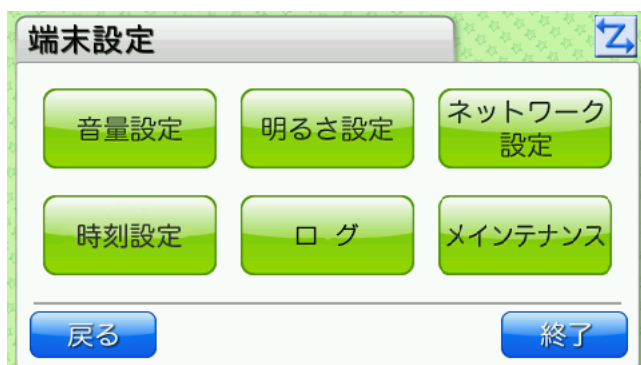 端末設定
音量設定
明るさ設定
ネットワーク
設定
時刻設定
ログ
メインテナンス
戻る
終了